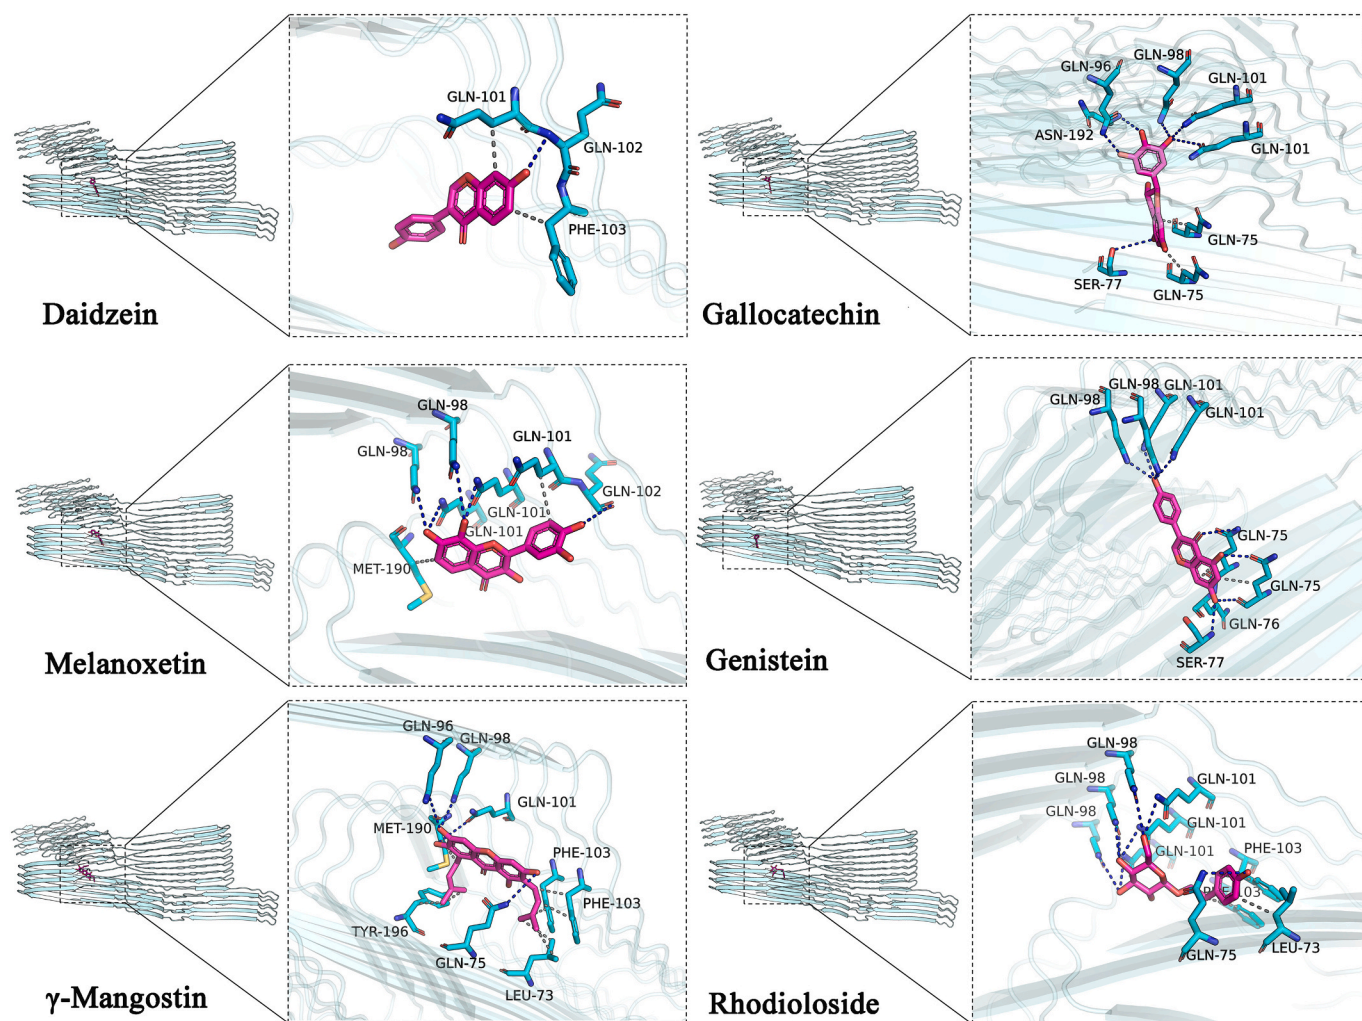 GLN-101
GLN-102
PHE-103
Daidzein
GLN-96
GLN-98
GLN-101
ASN-192
GLN-101
GLN-75
SER-77
GLN-75
Gallocatechin
GLN-98
GLN-98
GLN-101
GLN-102
GLN-101
GLN-101
MET-190
Melanoxetin
GLN-98
GLN-98
GLN-101
GLN-101
GLN-75
GLN-75
GLN-76
SER-77
Genistein
GLN-96
GLN-98
GLN-101
MET-190
PHE-103
PHE-103
TYR-196
GLN-75
LEU-73
γ-Mangostin
GLN-98
GLN-98
GLN-101
GLN-98
GLN-101
GLN-101
PHE-103
PHE-103
GLN-75
LEU-73
Rhodioloside